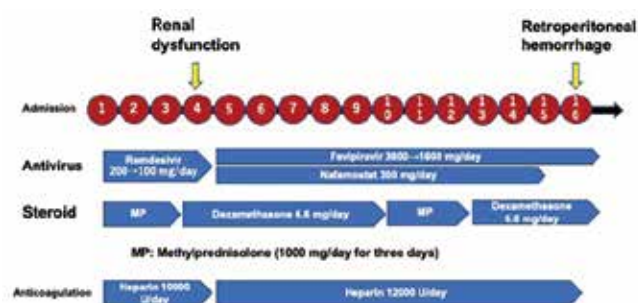 Renal
dysfunction
Retroperitoneal
hemorrhage
Admission 1 2 3 4 5 6 7 8 9 10 11 12 13 14 15 16
Antivirus
Remdesivir
200→100 mg/day
Favipiravir 3600→1600 mg/day
Nafamostat 300 mg/day
Steroid
MP
Dexamethasone 6.6 mg/day
MP
Dexamethasone
6.6 mg/day
MP: Methylprednisolone (1000 mg/day for three days)
Anticoagulation
Heparin 10000
U/day
Heparin 12000 U/day